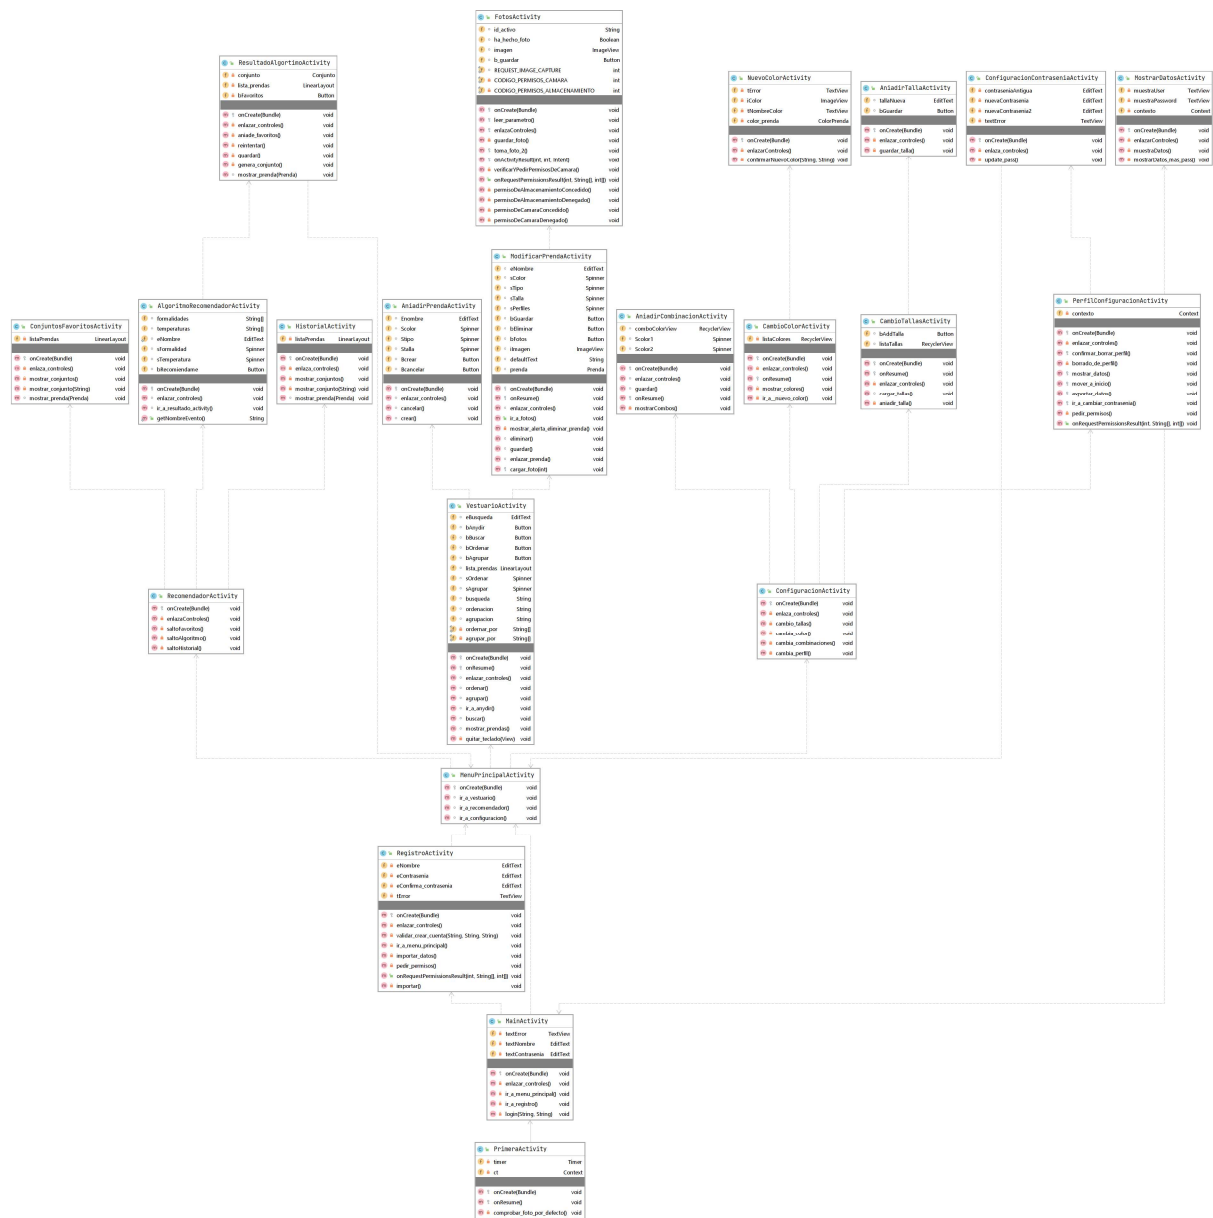 FotosActivity
id_activo String
ha_hecho_foto Boolean
imagen ImageView
b_guardar Button
REQUEST_IMAGE_CAPTURE int
CODIGO_PERMISOS_CAMARA int
CODIGO_PERMISOS_ALMACENAMIENTO int
onCreate(Bundle) void
leer_parametro() void
enlazaControles() void
guardar_foto() void
toma_foto_2() void
onActivityResult(int, int, Intent) void
verificarYPedirPermisosDeCamara() void
onRequestPermissionsResult(int, String[], int[]) void
permisoDeAlmacenamientoConcedido() void
permisoDeAlmacenamientoDenegado() void
permisoDeCamaraConcedido() void
permisoDeCamaraDenegado() void
ResultadoAlgortimoActivity
conjunto Conjunto
lista_prendas LinearLayout
bFavoritos Button
onCreate(Bundle) void
enlazar_controles() void
aniade_favoritos() void
reintentar() void
guardar() void
genera_conjunto() void
mostrar_prenda(Prenda) void
NuevoColorActivity
tError TextView
iColor ImageView
tNombreColor TextView
color_prenda ColorPrenda
onCreate(Bundle) void
enlazarControles() void
confirmarNuevoColor(String, String) void
AniadirTallaActivity
tallaNueva EditText
bGuardar Button
onCreate(Bundle) void
enlazar_controles() void
guardar_talla() void
ConfiguracionContraseniaActivity
contraseniaAntigua EditText
nuevaContrasenia EditText
nuevaContrasenia2 EditText
textError TextView
onCreate(Bundle) void
enlaza_controles() void
update_pass() void
MostrarDatosActivity
muestraUser TextView
muestraPassword TextView
contexto Context
onCreate(Bundle) void
enlazarControles() void
muestraDatos() void
mostrarDatos_mas_pass() void
ModificarPrendaActivity
eNombre EditText
sColor Spinner
sTipo Spinner
sTalla Spinner
sPerfiles Spinner
bGuardar Button
bEliminar Button
bFotos Button
iImagen ImageView
defaultText String
prenda Prenda
onCreate(Bundle) void
onResume() void
enlazar_controles() void
ir_a_fotos() void
mostrar_alerta_eliminar_prenda() void
eliminar() void
guardar() void
enlazar_prenda() void
cargar_foto(int) void
ConjuntosFavoritosActivity
listaPrendas LinearLayout
onCreate(Bundle) void
enlaza_controles() void
mostrar_conjuntos() void
mostrar_conjunto(String) void
mostrar_prenda(Prenda) void
AlgoritmoRecomendadorActivity
formalidades String[]
temperaturas String[]
eNombre EditText
sFormalidad Spinner
sTemperatura Spinner
bRecomiendame Button
onCreate(Bundle) void
enlazar_controles() void
ir_a_resultado_activity() void
getNombreEvento() String
HistorialActivity
listaPrendas LinearLayout
onCreate(Bundle) void
enlaza_controles() void
mostrar_conjuntos() void
mostrar_conjunto(String) void
mostrar_prenda(Prenda) void
AniadirPrendaActivity
Enombre EditText
Scolor Spinner
Stipo Spinner
Stalla Spinner
Bcrear Button
Bcancelar Button
onCreate(Bundle) void
enlazar_controles() void
cancelar() void
crear() void
AniadirCombinacionActivity
comboColorView RecyclerView
Scolor1 Spinner
Scolor2 Spinner
onCreate(Bundle) void
enlazar_controles() void
guardar() void
onResume() void
mostrarCombos() void
CambioColorActivity
listaColores RecyclerView
onCreate(Bundle) void
onResume() void
mostrar_colores() void
ir_a_nuevo_color() void
CambioTallasActivity
bAddTalla Button
listaTallas RecyclerView
onCreate(Bundle) void
onResume() void
enlazar_controles() void
cargar_tallas() void
aniadir_talla() void
PerfilConfiguracionActivity
contexto Context
onCreate(Bundle) void
enlazar_controles() void
confirmar_borrar_perfil() void
borrado_de_perfil() void
mostrar_datos() void
mover_a_inicio() void
exportar_datos() void
ir_a_cambiar_contrasenia() void
pedir_permisos() void
onRequestPermissionsResult(int, String[], int[]) void
VestuarioActivity
eBusqueda EditText
bAnydir Button
bBuscar Button
bOrdenar Button
bAgrupar Button
lista_prendas LinearLayout
sOrdenar Spinner
sAgrupar Spinner
busqueda String
ordenacion String
agrupacion String
ordernar_por String[]
agrupar_por String[]
onCreate(Bundle) void
onResume() void
enlazar_controles() void
ordenar() void
agrupar() void
ir_a_anydir() void
buscar() void
mostrar_prendas() void
quitar_teclado(View) void
RecomendadorActivity
onCreate(Bundle) void
enlazaControles() void
saltoFavoritos() void
saltoAlgoritmo() void
saltoHistorial() void
ConfiguracionActivity
onCreate(Bundle) void
enlaza_controles() void
cambio_tallas() void
cambia_color() void
cambia_combinaciones() void
cambia_perfil() void
MenuPrincipalActivity
onCreate(Bundle) void
ir_a_vestuario() void
ir_a_recomendador() void
ir_a_configuracion() void
RegistroActivity
eNombre EditText
eContrasenia EditText
eConfirma_contrasenia EditText
tError TextView
onCreate(Bundle) void
enlazar_controles() void
validar_crear_cuenta(String, String, String) void
ir_a_menu_principal() void
importar_datos() void
pedir_permisos() void
onRequestPermissionsResult(int, String[], int[]) void
importar() void
MainActivity
textError TextView
textNombre EditText
textContrasenia EditText
onCreate(Bundle) void
enlazar_controles() void
ir_a_menu_principal() void
ir_a_registro() void
login(String, String) void
PrimeraActivity
timer Timer
ct Context
onCreate(Bundle) void
onResume() void
comprobar_foto_por_defecto() void